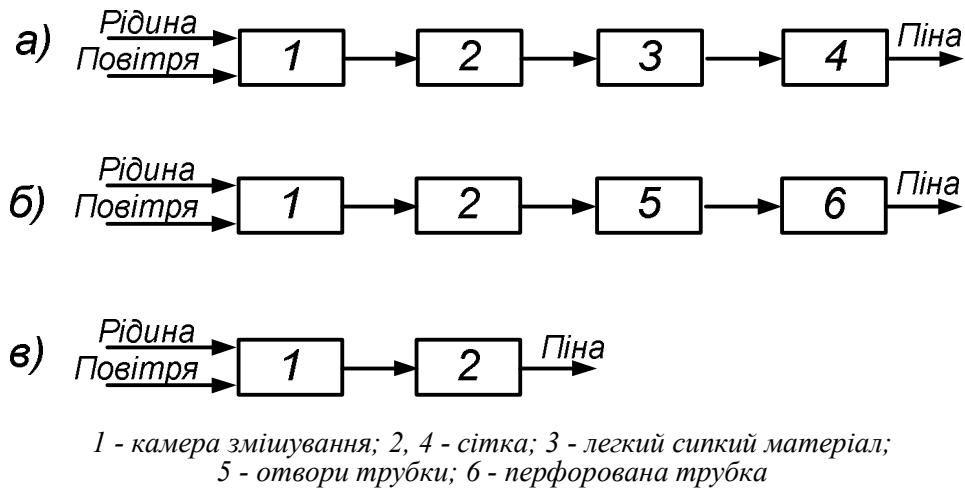 а)
Рідина
Повітря
1
2
3
4
Піна
б)
Рідина
Повітря
1
2
5
6
Піна
в)
Рідина
Повітря
1
2
Піна
1 - камера змішування; 2, 4 - сітка; 3 - легкий сипкий матеріал;
5 - отвори трубки; 6 - перфорована трубка